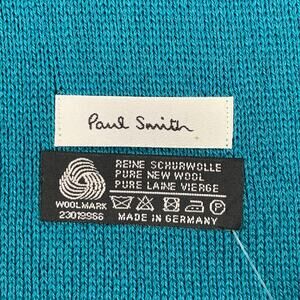 Paul Smith
REINE SCHURWOLLE
PURE NEW WOOL
PURE LAINE VIERGE
WOOLMARK
23019966
MADE IN GERMANY